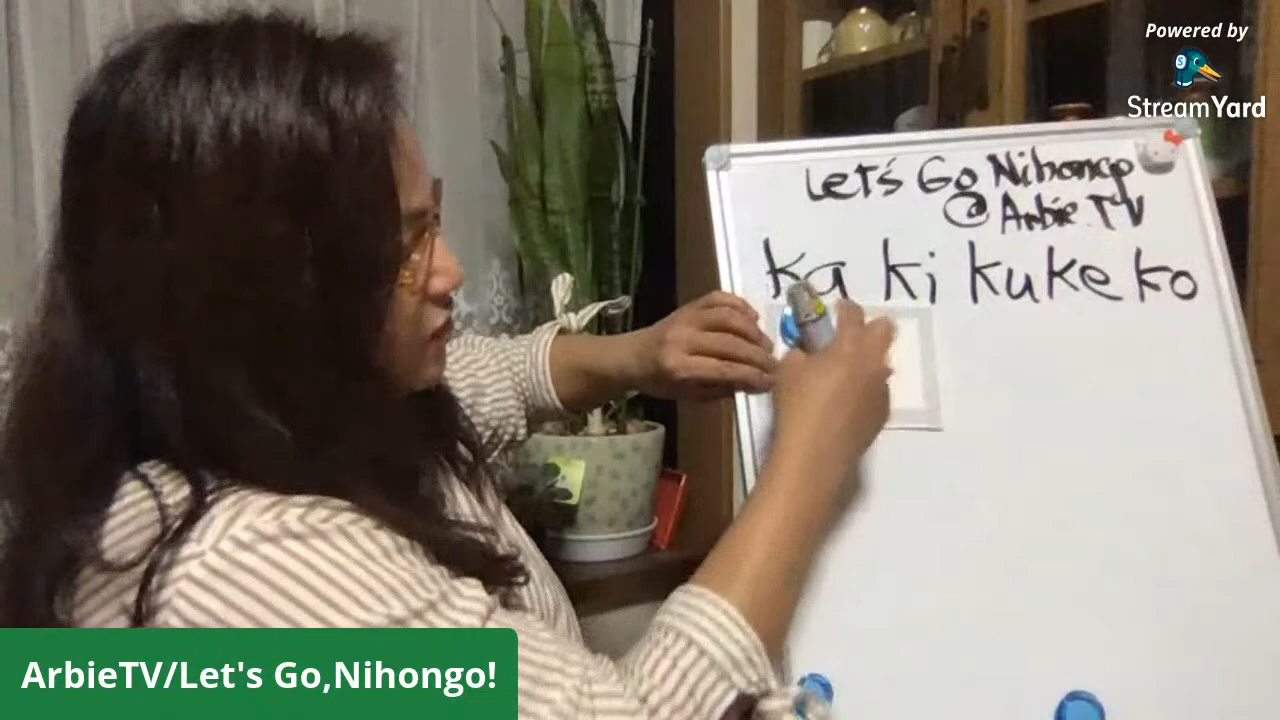 Powered by
StreamYard
Let's Go Nihongo
@ Arbie TV
ka ki ku ke ko
ArbieTV/Let's Go,Nihongo!